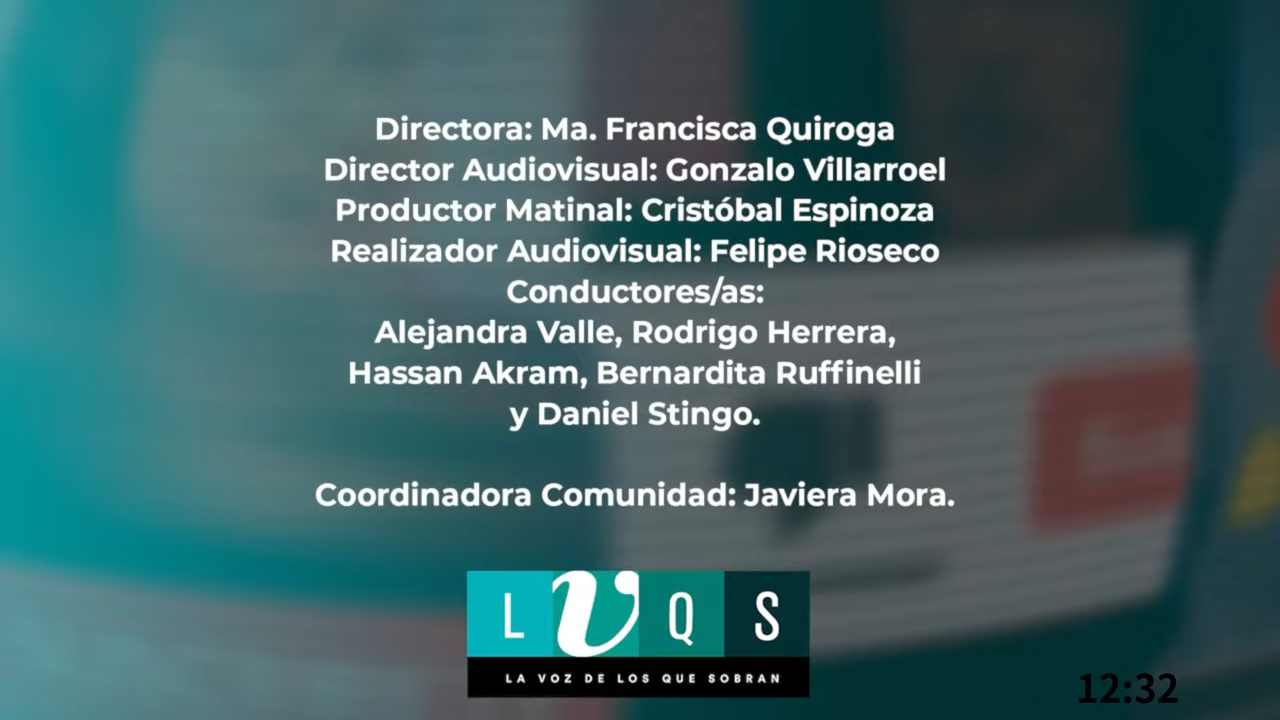 Directora: Ma. Francisca Quiroga
Director Audiovisual: Gonzalo Villarroel
Productor Matinal: Cristóbal Espinoza
Realizador Audiovisual: Felipe Rioseco
Conductores/as:
Alejandra Valle, Rodrigo Herrera,
Hassan Akram, Bernardita Ruffinelli
y Daniel Stingo.
Coordinadora Comunidad: Javiera Mora.
L V Q S
LA VOZ DE LOS QUE SOBRAN
12:32